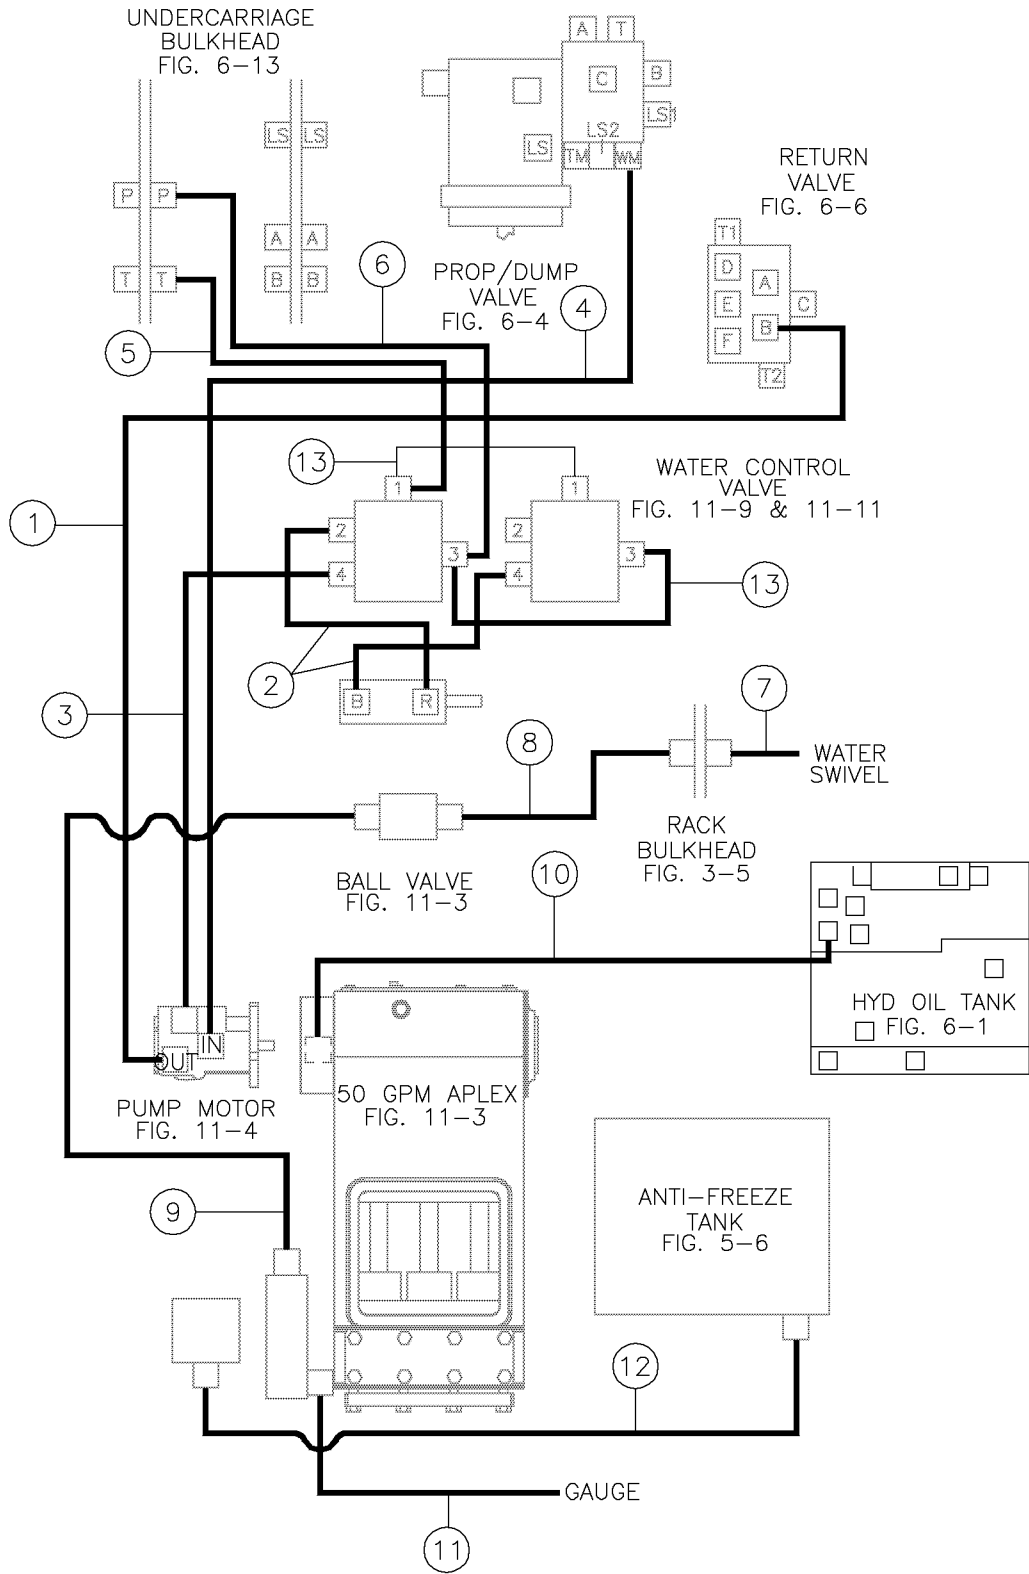 UNDERCARRIAGE
BULKHEAD
FIG. 6-13
A T
C
B
LS1
LS2
LS
TM
WM
LS LS
P P
A A
T T
B B
RETURN
VALVE
FIG. 6-6
T1
D
A
E
C
B
F
T2
PROP/DUMP
VALVE
FIG. 6-4
6
4
5
13
1
1
WATER CONTROL
VALVE
FIG. 11-9 & 11-11
1
2
3
4
2
3
4
13
2
B
R
3
7
8
WATER
SWIVEL
RACK
BULKHEAD
FIG. 3-5
BALL VALVE
FIG. 11-3
10
HYD OIL TANK
FIG. 6-1
IN
OUT
PUMP MOTOR
FIG. 11-4
50 GPM APLEX
FIG. 11-3
9
ANTI-FREEZE
TANK
FIG. 5-6
12
GAUGE
11